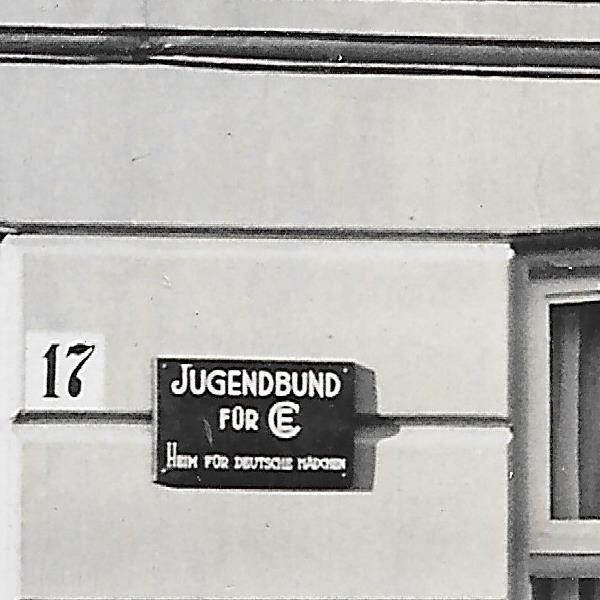 17
JUGENDBUND
FÜR EC
HEIM FÜR DEUTSCHE MÄDCHEN